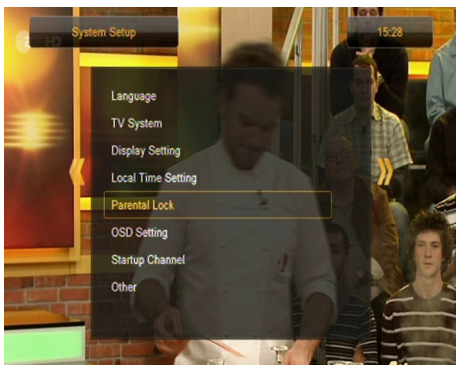 System Setup
15:28
Language
TV System
Display Setting
Local Time Setting
Parental Lock
OSD Setting
Startup Channel
Other